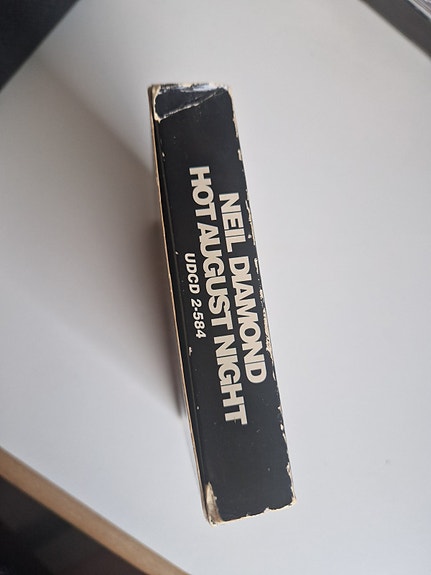 NEIL DIAMOND
HOT AUGUST NIGHT
UDCD 2-584